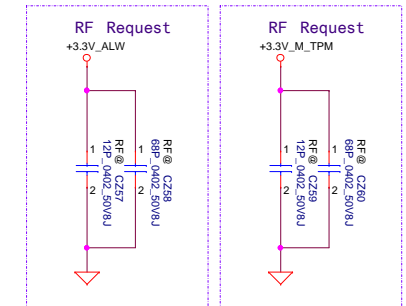 RF Request
+3.3V_ALW
1
2
RF@ CZ57
12P_0402_50V8J
1
2
RF@ CZ58
68P_0402_50V8J
RF Request
+3.3V_M_TPM
1
2
RF@ CZ59
12P_0402_50V8J
1
2
RF@ CZ60
68P_0402_50V8J